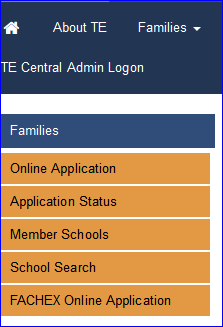 About TE Families
TE Central Admin Logon
Families
Online Application
Application Status
Member Schools
School Search
FACHEX Online Application